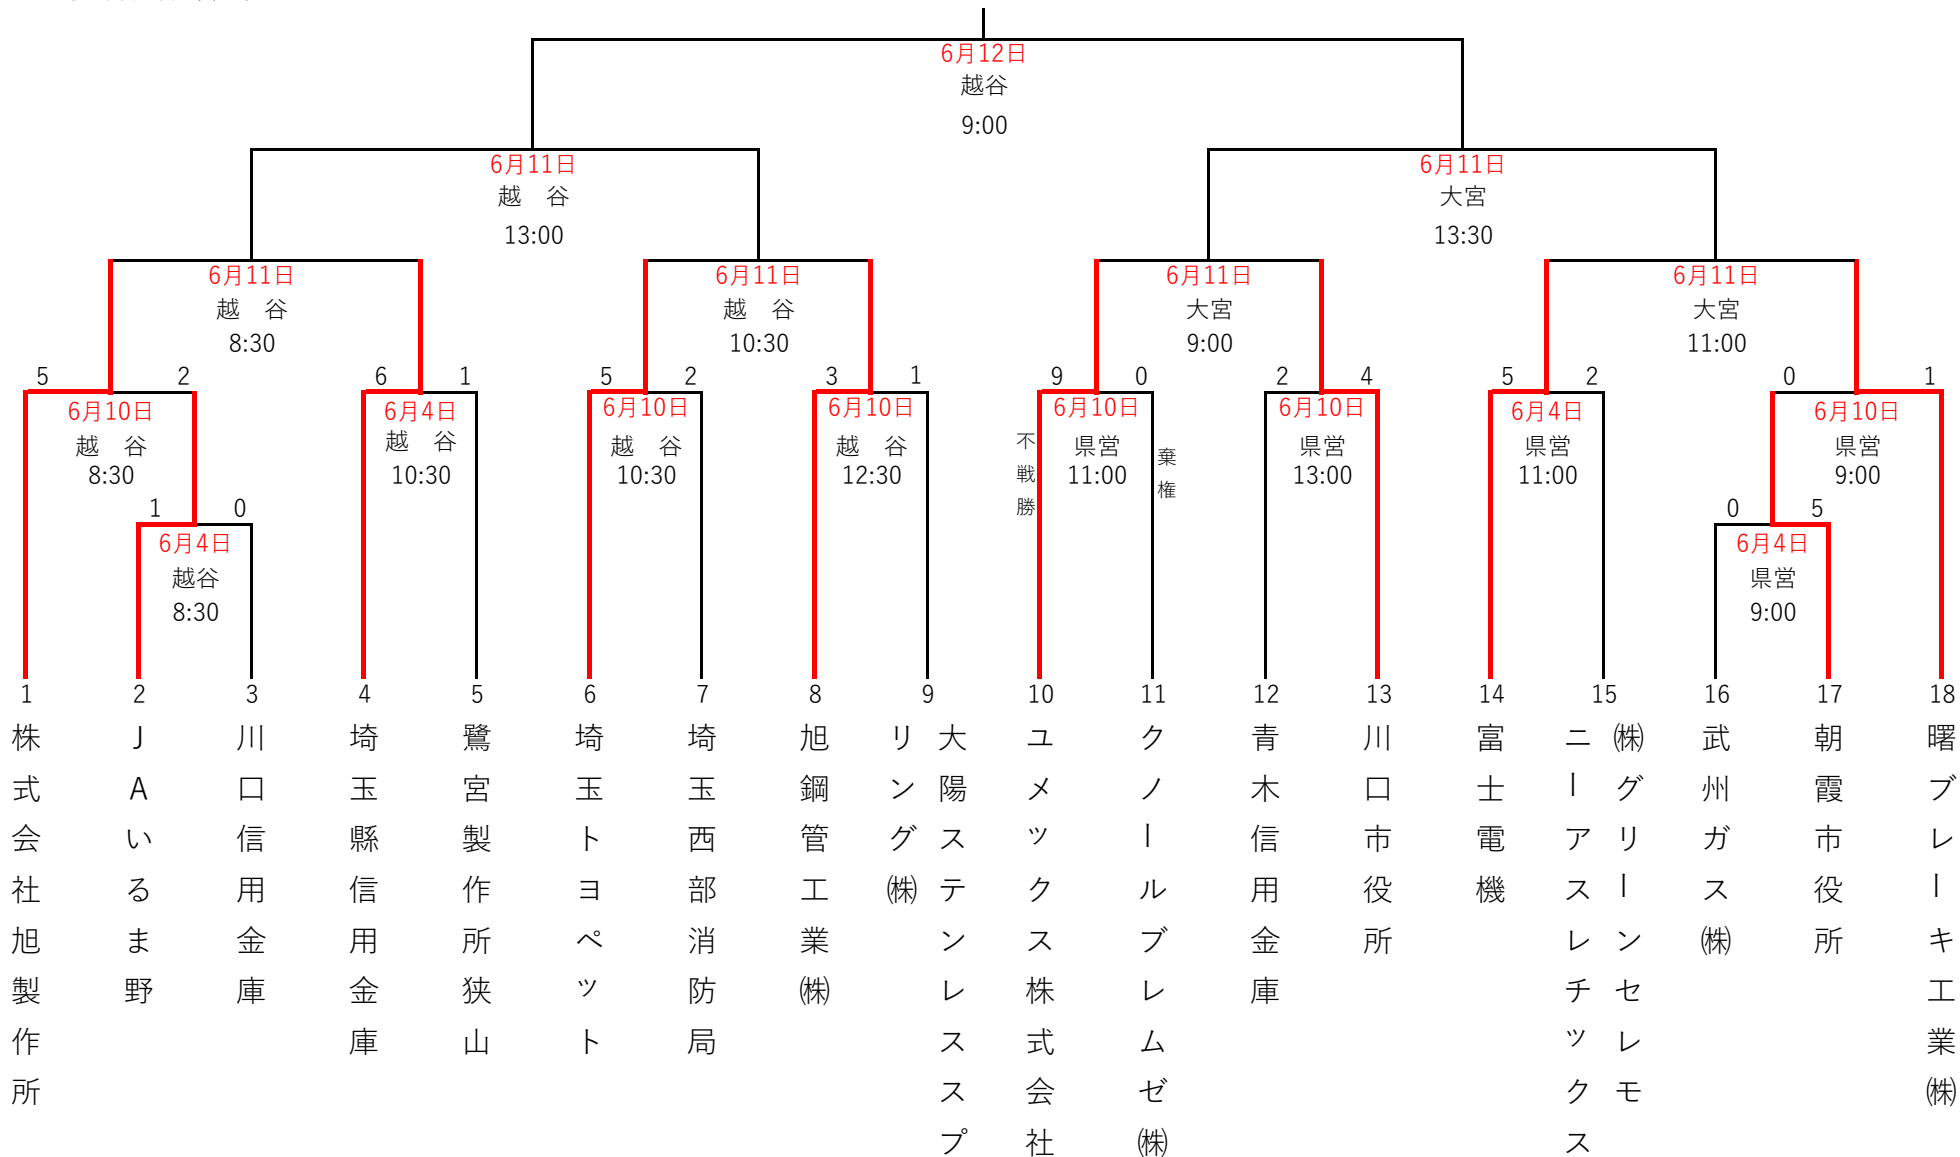 6月12日
越谷
9:00
6月11日
越　谷
13:00
6月11日
大宮
13:30
6月11日
越　谷
8:30
6月11日
越　谷
10:30
6月11日
大宮
9:00
6月11日
大宮
11:00
5 2
6月10日
越　谷
8:30
6 1
6月4日
越　谷
10:30
5 2
6月10日
越　谷
10:30
3 1
6月10日
越　谷
12:30
9 0
6月10日
県営
11:00
不戦勝
棄権
2 4
6月10日
県営
13:00
5 2
6月4日
県営
11:00
0 1
6月10日
県営
9:00
1 0
6月4日
越谷
8:30
0 5
6月4日
県営
9:00
1 2 3 4 5 6 7 8 9 10 11 12 13 14 15 16 17 18
株式会社旭製作所
JAいるま野
川口信用金庫
埼玉縣信用金庫
鷺宮製作所狭山
埼玉トヨペット
埼玉西部消防局
旭鋼管工業㈱
大陽ステンレススプ
リング㈱
ユメックス株式会社
クノールブレムゼ㈱
青木信用金庫
川口市役所
富士電機
㈱グリーンセレモ
ニーアスレチックス
武州ガス㈱
朝霞市役所
曙ブレーキ工業㈱